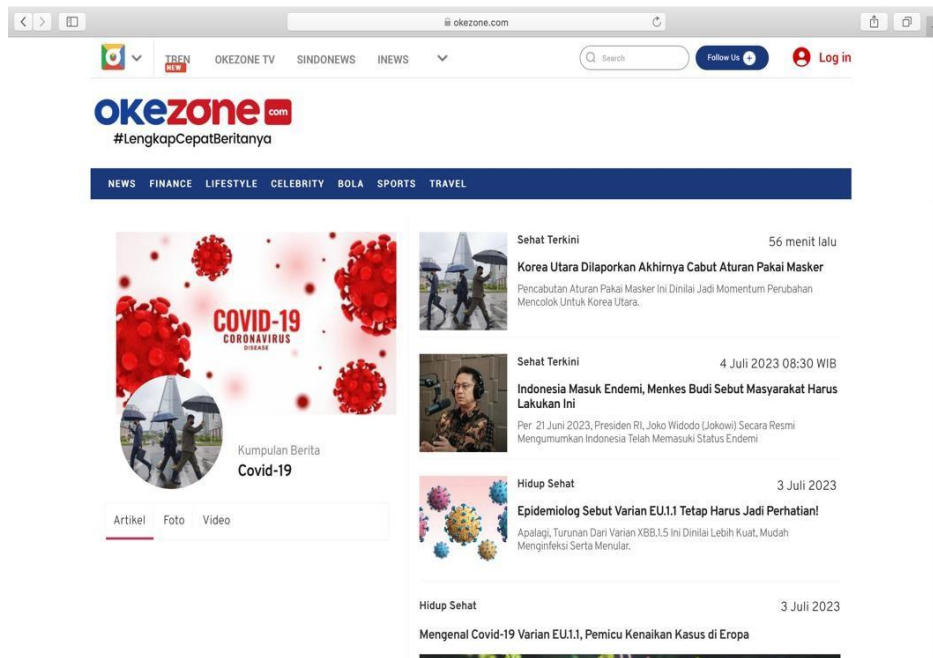 okezone.com
TREN
NEW
OKEZONE TV
SINDONEWS
INEWS
Search
Follow Us
Log in
okezone com
#LengkapCepatBeritanya
NEWS FINANCE LIFESTYLE CELEBRITY BOLA SPORTS TRAVEL
COVID-19
CORONAVIRUS
DISEASE
Kumpulan Berita
Covid-19
Artikel Foto Video
Sehat Terkini 56 menit lalu
Korea Utara Dilaporkan Akhirnya Cabut Aturan Pakai Masker
Pencabutan Aturan Pakai Masker Ini Dinilai Jadi Momentum Perubahan
Mencolok Untuk Korea Utara.
Sehat Terkini 4 Juli 2023 08:30 WIB
Indonesia Masuk Endemi, Menkes Budi Sebut Masyarakat Harus
Lakukan Ini
Per 21 Juni 2023, Presiden RI, Joko Widodo (Jokowi) Secara Resmi
Mengumumkan Indonesia Telah Memasuki Status Endemi
Hidup Sehat 3 Juli 2023
Epidemiolog Sebut Varian EU.1.1 Tetap Harus Jadi Perhatian!
Apalagi, Turunan Dari Varian XBB.1.5 Ini Dinilai Lebih Kuat, Mudah
Menginfeksi Serta Menular.
Hidup Sehat 3 Juli 2023
Mengenal Covid-19 Varian EU.1.1, Pemicu Kenaikan Kasus di Eropa